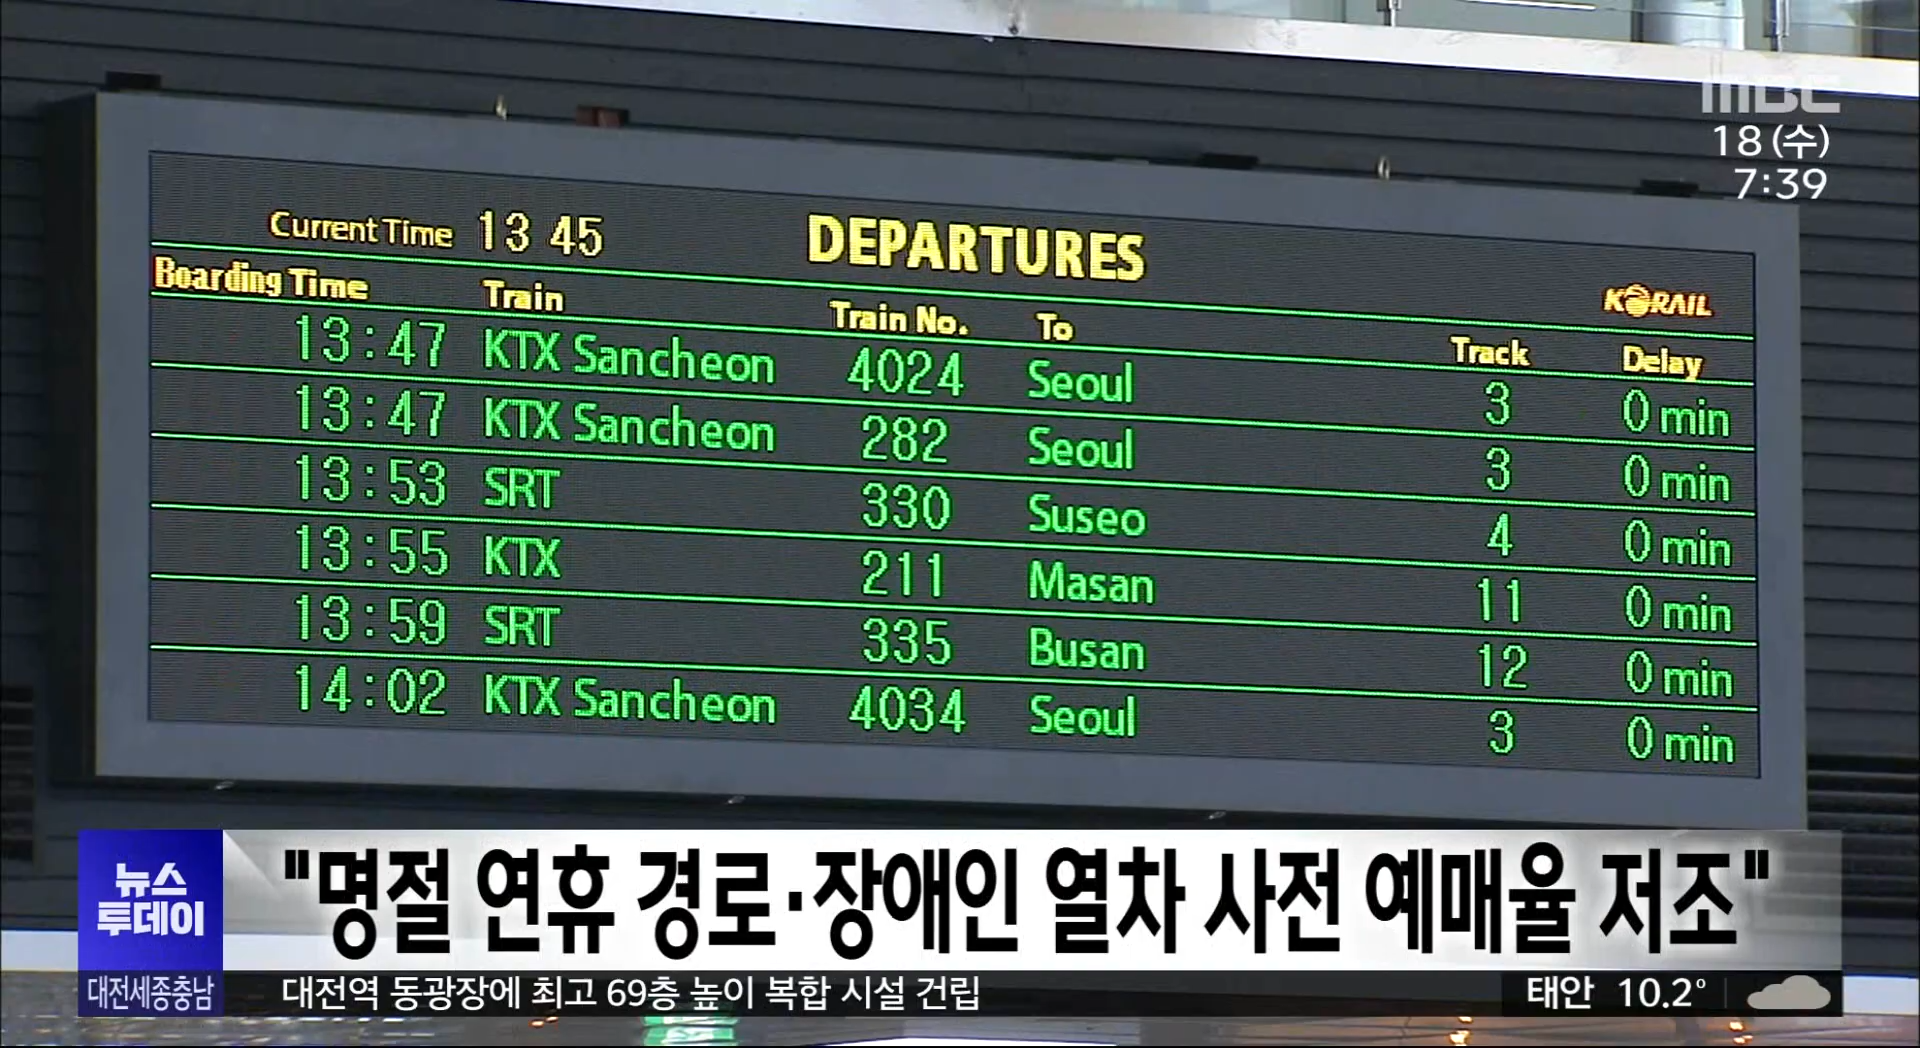 MBC
18 (수)
7:39
Current Time 13 45 DEPARTURES
KORAIL
Boarding Time Train Train No. To Track Delay
13:47 KTX Sancheon 4024 Seoul 3 0 min
13:47 KTX Sancheon 282 Seoul 3 0 min
13:53 SRT 330 Suseo 4 0 min
13:55 KTX 211 Masan 11 0 min
13:59 SRT 335 Busan 12 0 min
14:02 KTX Sancheon 4034 Seoul 3 0 min
뉴스
투데이
"명절 연휴 경로·장애인 열차 사전 예매율 저조"
대전세종충남 대전역 동광장에 최고 69층 높이 복합 시설 건립 태안 10.2°